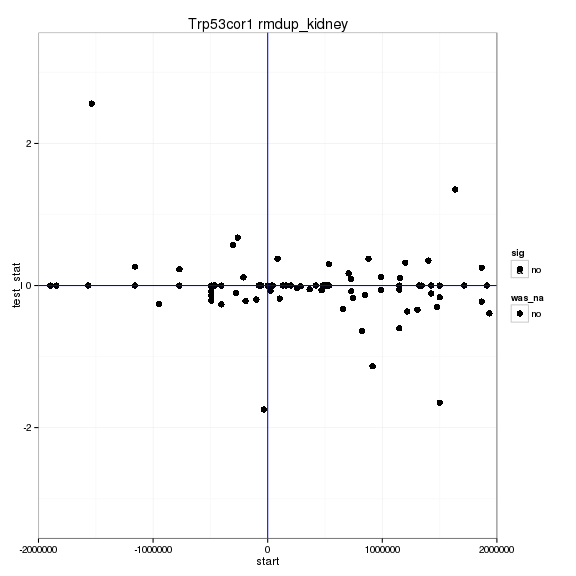 Trp53cor1 rmdup_kidney
test_stat
2
0
-2
-2000000 -1000000 0 1000000 2000000
start
sig
no
was_na
no